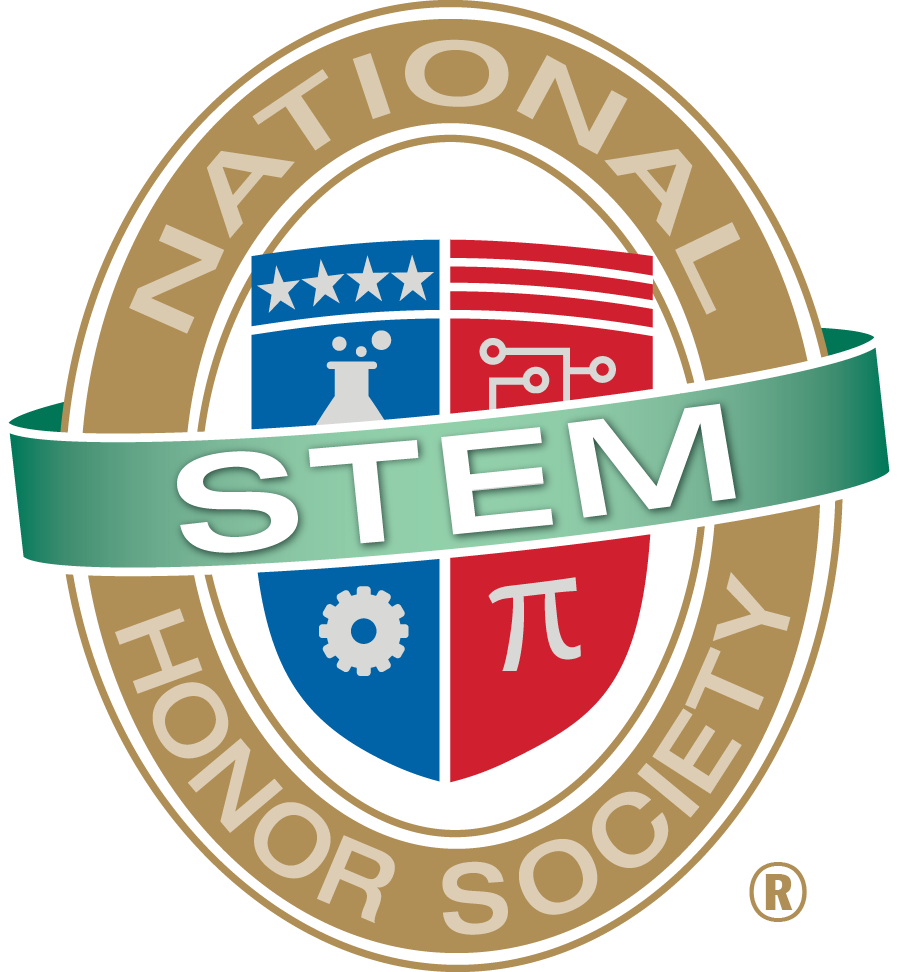 NATIONAL
STEM
π
HONOR SOCIETY
®